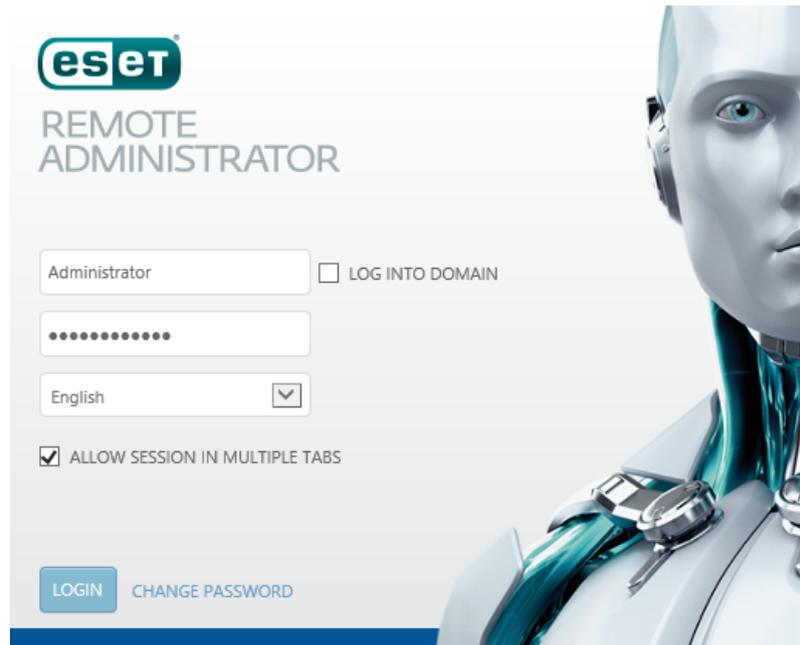 eset®
REMOTE
ADMINISTRATOR
Administrator
LOG INTO DOMAIN
••••••••••••
English
ALLOW SESSION IN MULTIPLE TABS
LOGIN
CHANGE PASSWORD